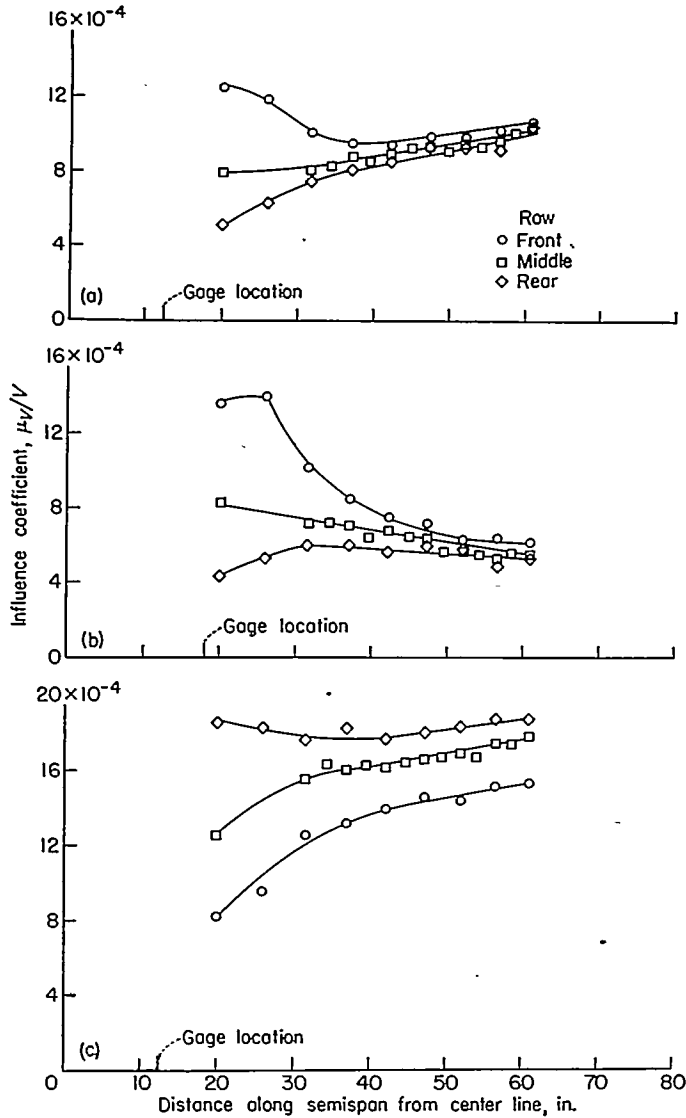 16×10⁻⁴
12
8
4
0
Row
Front
Middle
Rear
(a)
Gage location
16×10⁻⁴
12
8
4
0
(b)
Gage location
Influence coefficient, μν/V
20×10⁻⁴
16
12
8
4
0
(c)
Gage location
10 20 30 40 50 60 70 80
Distance along semispan from center line, in.